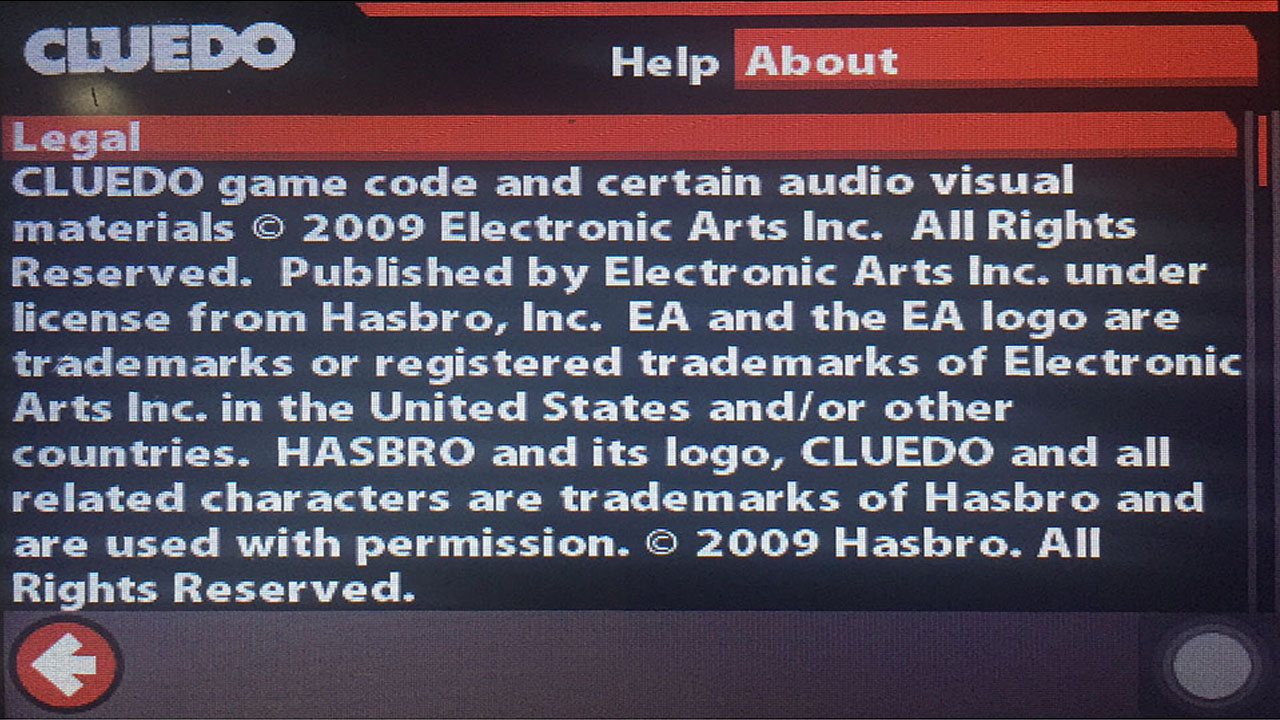 CLUEDO
Help About
Legal
CLUEDO game code and certain audio visual
materials © 2009 Electronic Arts Inc.  All Rights
Reserved.  Published by Electronic Arts Inc. under
license from Hasbro, Inc.  EA and the EA logo are
trademarks or registered trademarks of Electronic
Arts Inc. in the United States and/or other
countries.  HASBRO and its logo, CLUEDO and all
related characters are trademarks of Hasbro and
are used with permission. © 2009 Hasbro. All
Rights Reserved.